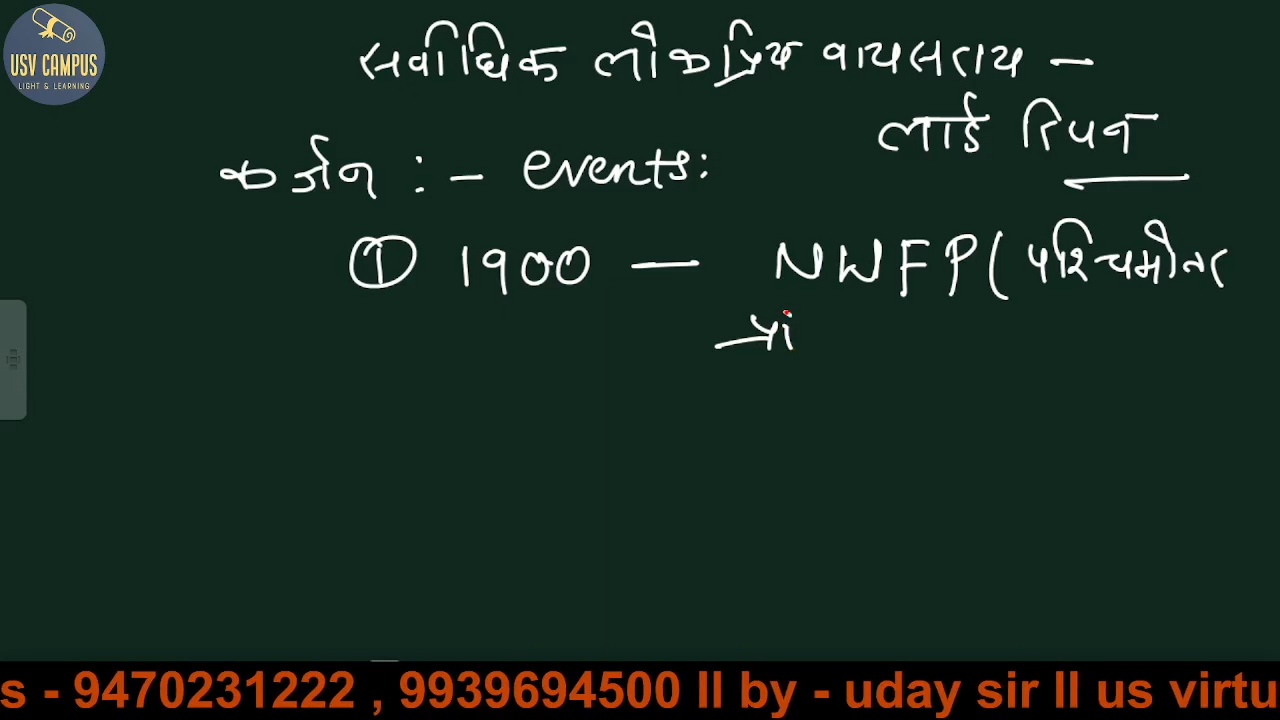 USV CAMPUS
LIGHT & LEARNING
सर्वाधिक लोकप्रिय वायसराय -
लार्ड रिपन
कर्जन :- events:
① 1900 — NWFP (पश्चिमोत्तर
प्रां
s - 9470231222 , 9939694500 ll by - uday sir ll us virtu